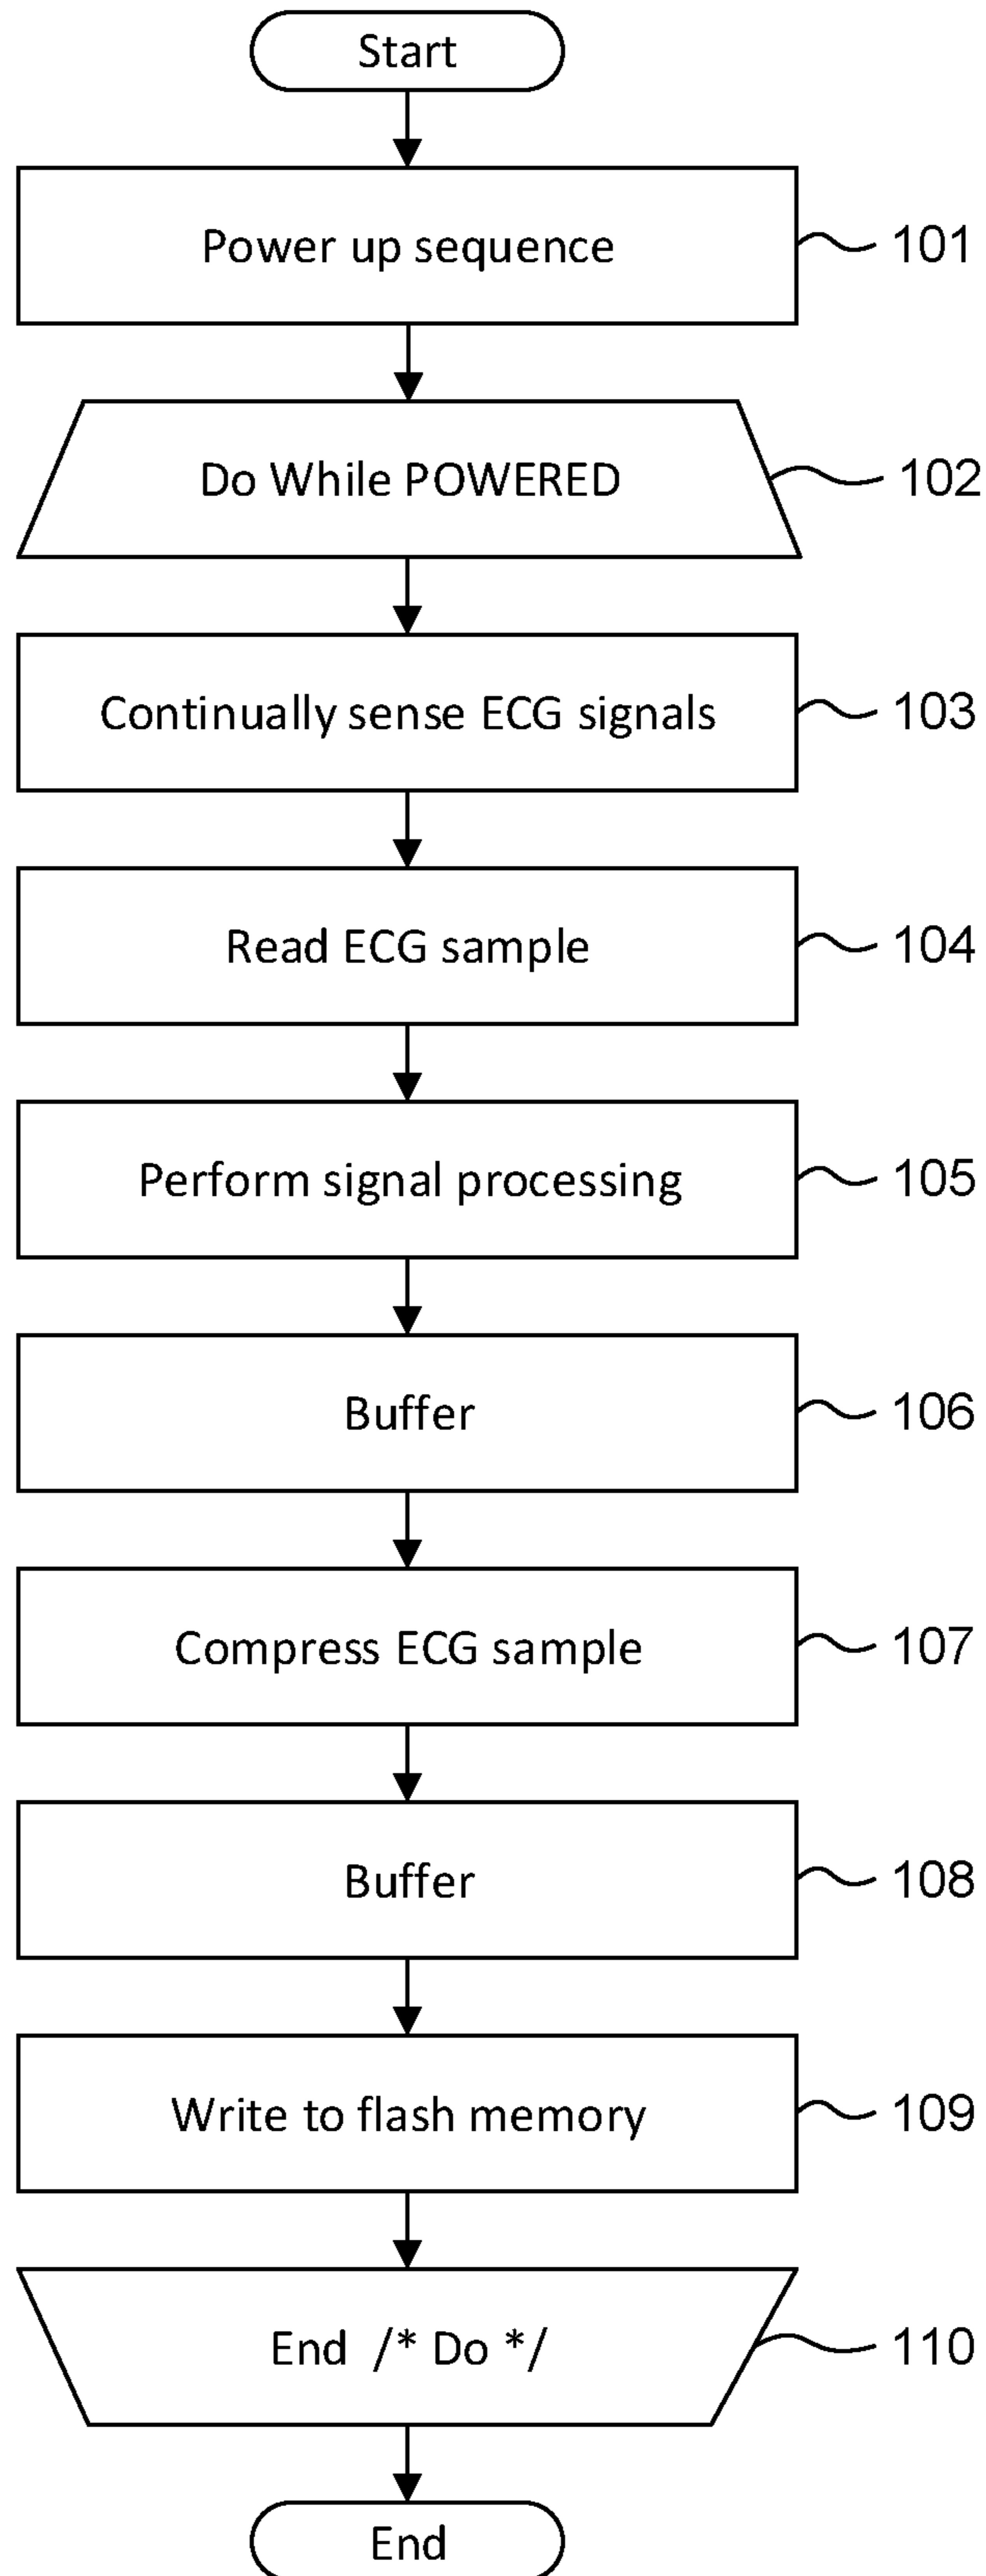 Start
Power up sequence 101
Do While POWERED 102
Continually sense ECG signals 103
Read ECG sample 104
Perform signal processing 105
Buffer 106
Compress ECG sample 107
Buffer 108
Write to flash memory 109
End /* Do */ 110
End